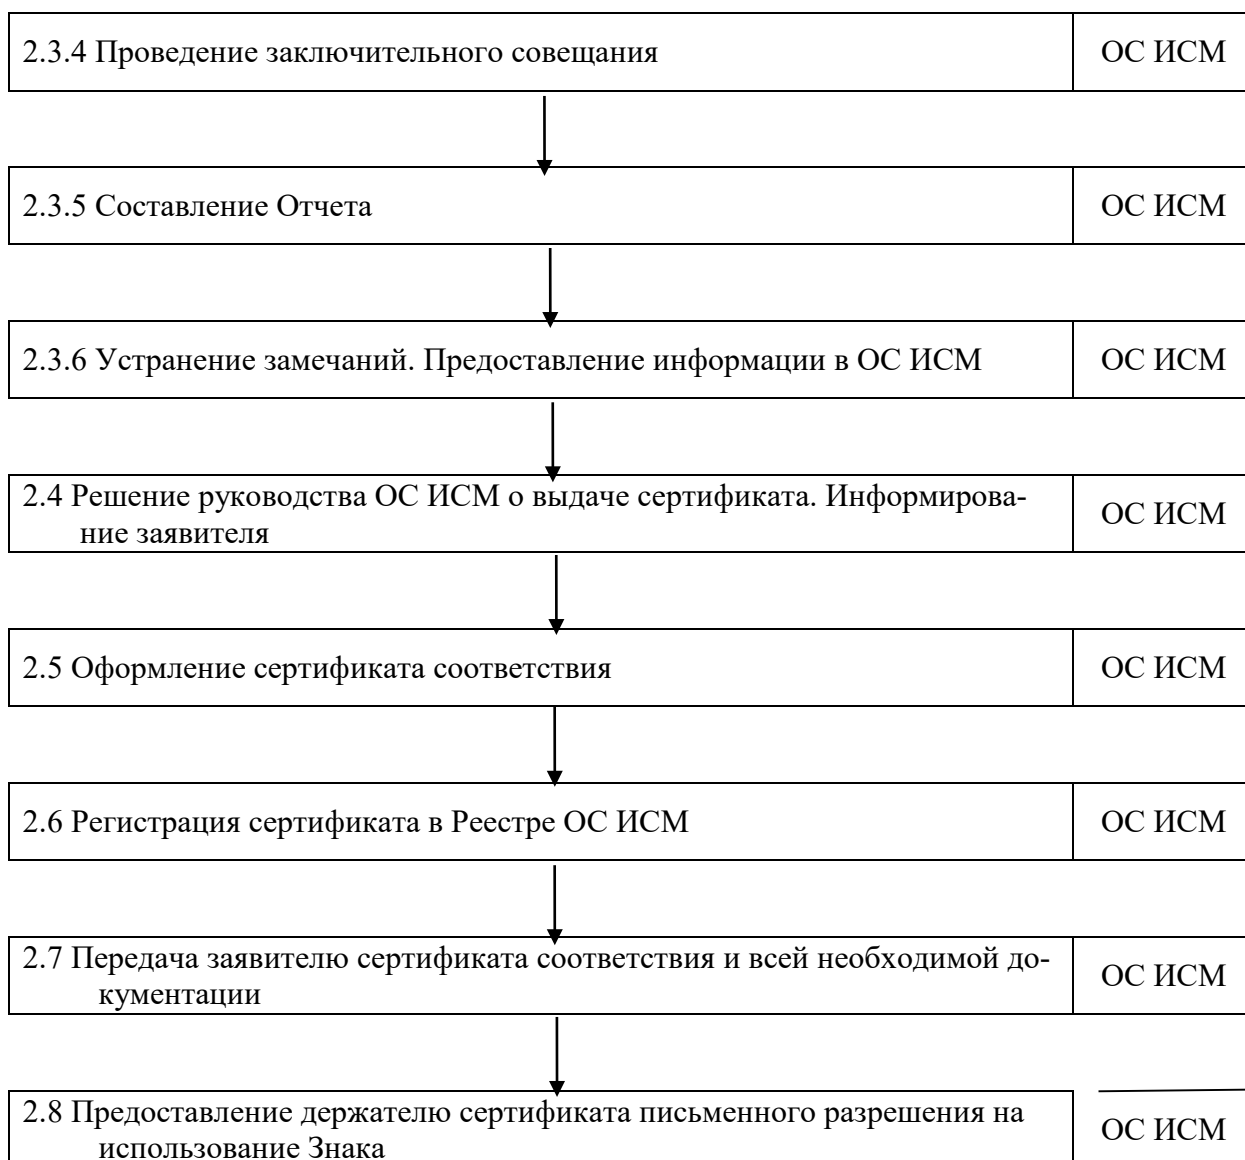 2.3.4 Проведение заключительного совещания ОС ИСМ
2.3.5 Составление Отчета ОС ИСМ
2.3.6 Устранение замечаний. Предоставление информации в ОС ИСМ ОС ИСМ
2.4 Решение руководства ОС ИСМ о выдаче сертификата. Информирова-
ние заявителя
ОС ИСМ
2.5 Оформление сертификата соответствия ОС ИСМ
2.6 Регистрация сертификата в Реестре ОС ИСМ ОС ИСМ
2.7 Передача заявителю сертификата соответствия и всей необходимой до-
кументации
ОС ИСМ
2.8 Предоставление держателю сертификата письменного разрешения на
использование Знака
ОС ИСМ